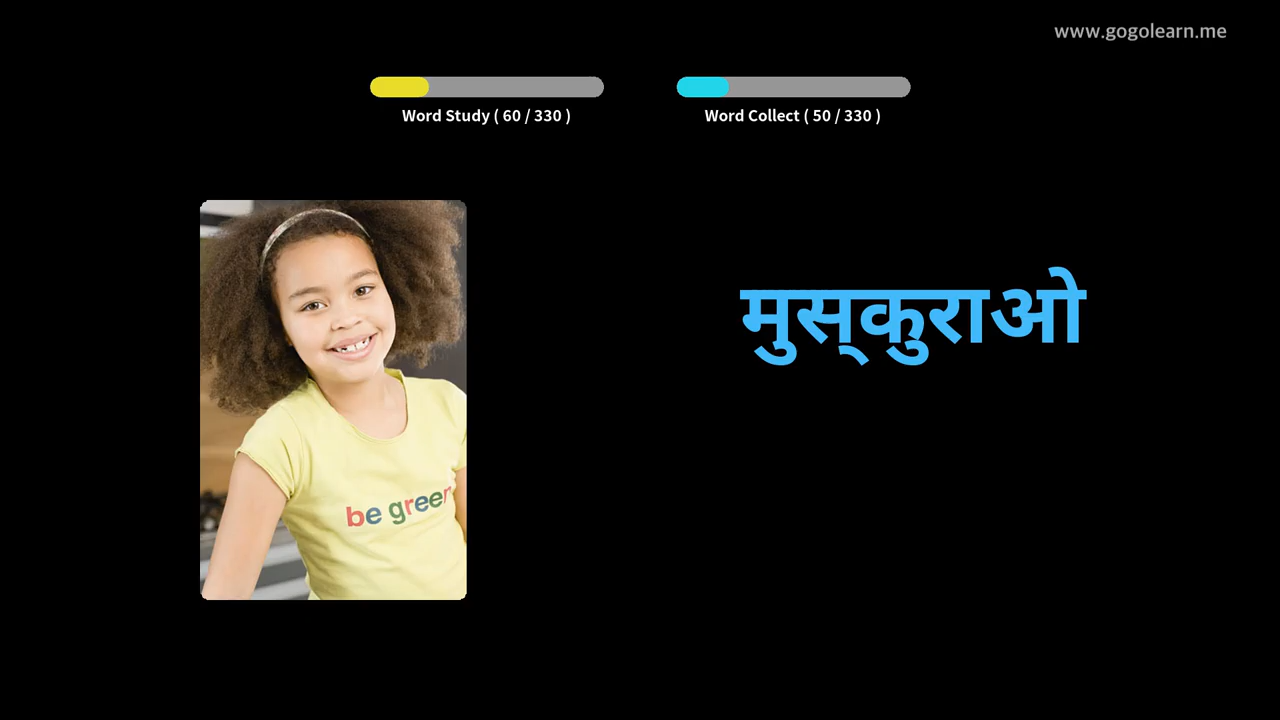 www.gogolearn.me
Word Study ( 60 / 330 )
Word Collect ( 50 / 330 )
मुस्कुराओ
be green